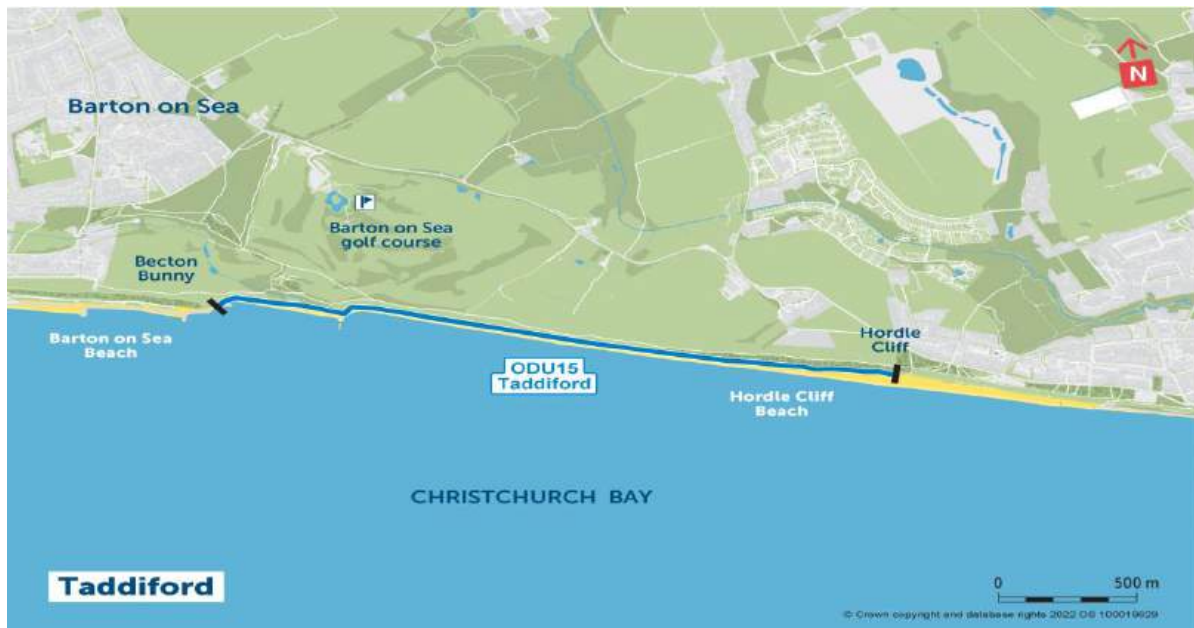 N
Barton on Sea
Barton on Sea
golf course
Becton
Bunny
Barton on Sea
Beach
Hordle
Cliff
ODU15
Taddiford
Hordle Cliff
Beach
CHRISTCHURCH BAY
Taddiford
0 500 m
© Crown copyright and database rights 2022 OS 100019829